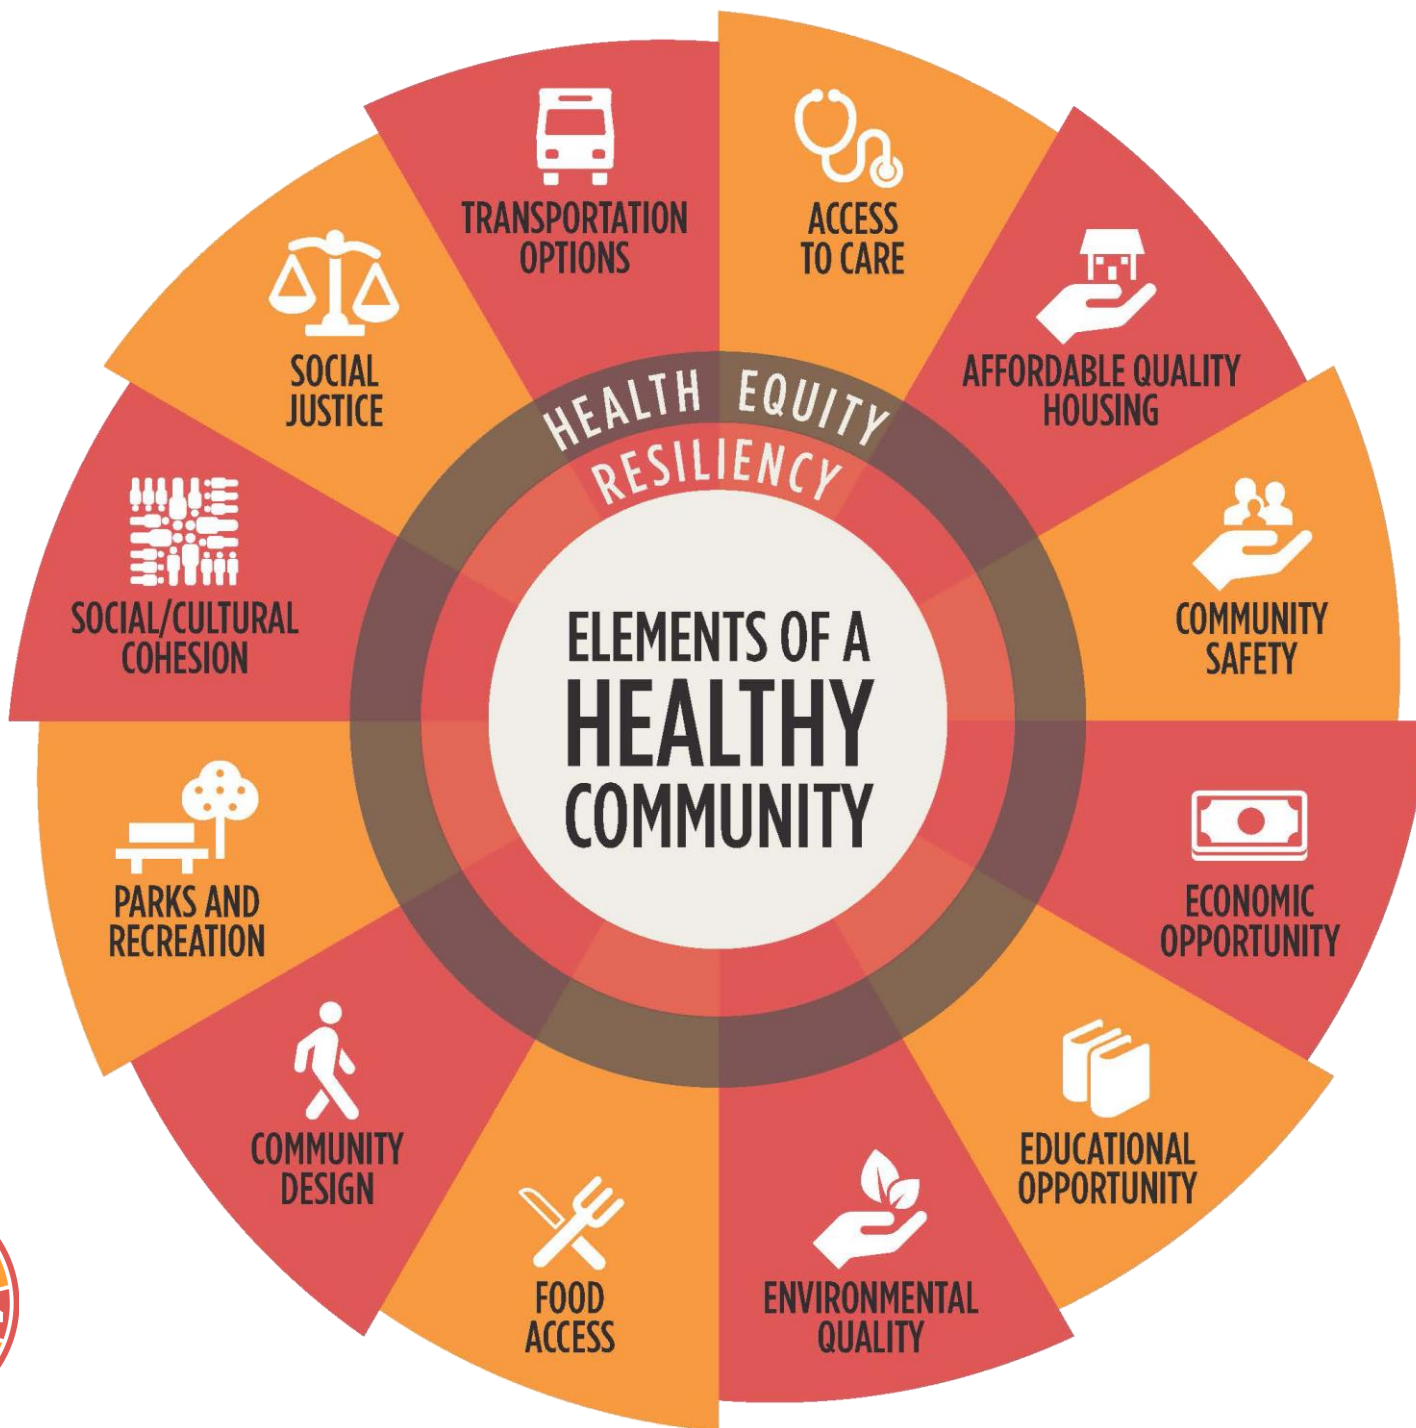 TRANSPORTATION
OPTIONS
ACCESS
TO CARE
AFFORDABLE QUALITY
HOUSING
COMMUNITY
SAFETY
ECONOMIC
OPPORTUNITY
EDUCATIONAL
OPPORTUNITY
ENVIRONMENTAL
QUALITY
FOOD
ACCESS
COMMUNITY
DESIGN
PARKS AND
RECREATION
SOCIAL/CULTURAL
COHESION
SOCIAL
JUSTICE
HEALTH EQUITY
RESILIENCY
ELEMENTS OF A
HEALTHY
COMMUNITY